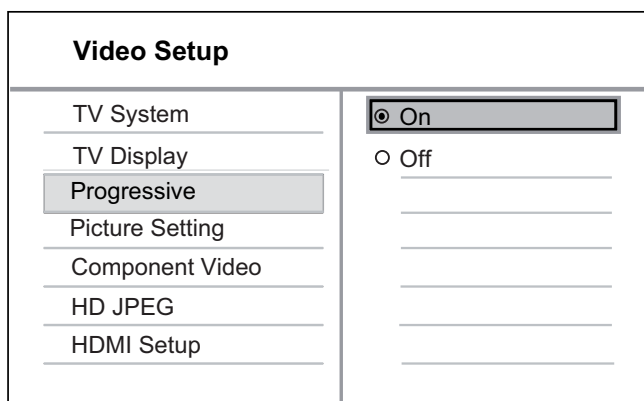 Video Setup
TV System
TV Display
Progressive
Picture Setting
Component Video
HD JPEG
HDMI Setup
On
Off